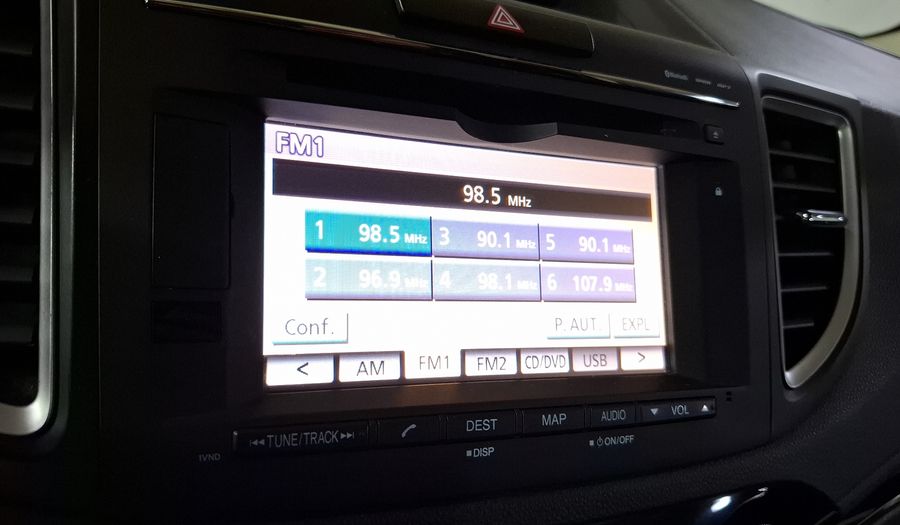 Bluetooth
FM1
98.5 MHz
1 98.5 MHz 3 90.1 MHz 5 90.1 MHz
2 96.9 MHz 4 98.1 MHz 6 107.9 MHz
Conf. P. AUT. EXPL
< AM FM1 FM2 CD/DVD USB >
TUNE/TRACK DEST MAP AUDIO VOL
1VND DISP ON/OFF